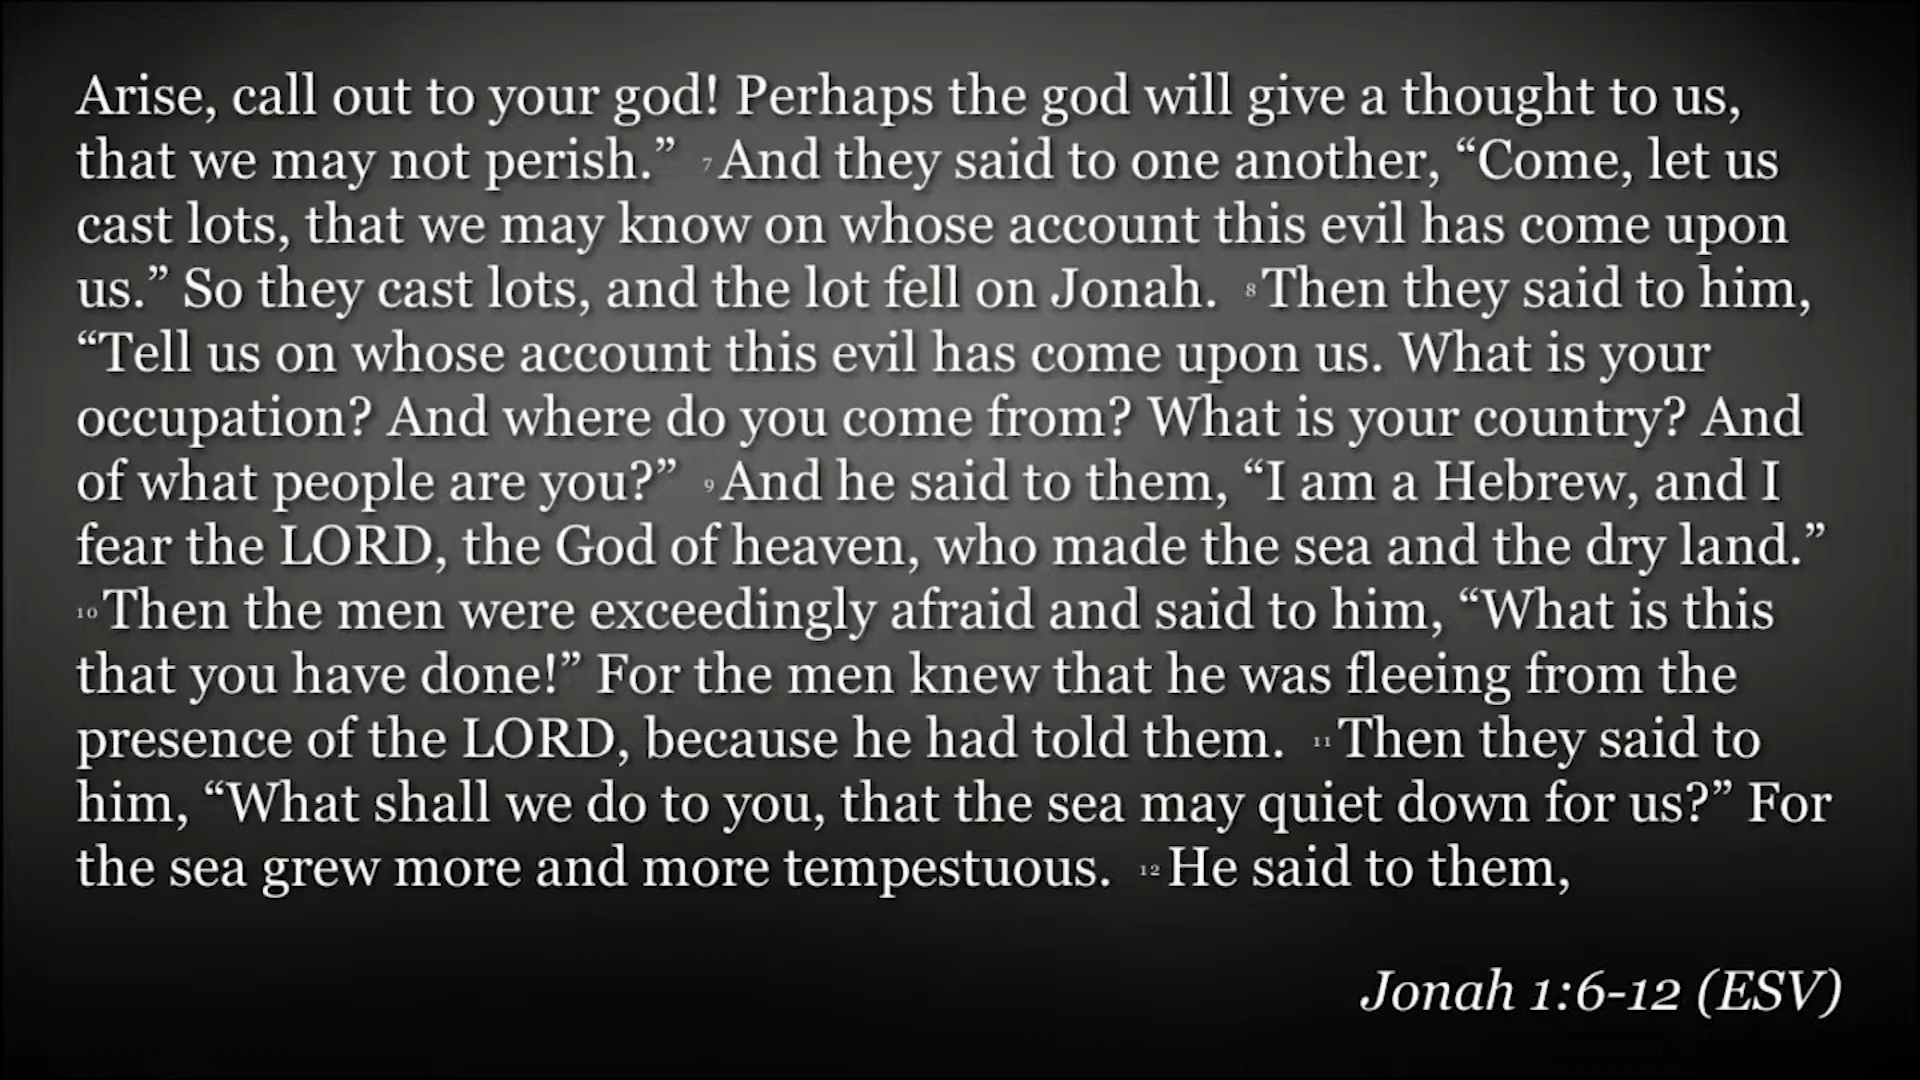 Arise, call out to your god! Perhaps the god will give a thought to us,
that we may not perish.” 7 And they said to one another, “Come, let us
cast lots, that we may know on whose account this evil has come upon
us.” So they cast lots, and the lot fell on Jonah. 8 Then they said to him,
“Tell us on whose account this evil has come upon us. What is your
occupation? And where do you come from? What is your country? And
of what people are you?” 9 And he said to them, “I am a Hebrew, and I
fear the LORD, the God of heaven, who made the sea and the dry land.”
10 Then the men were exceedingly afraid and said to him, “What is this
that you have done!” For the men knew that he was fleeing from the
presence of the LORD, because he had told them. 11 Then they said to
him, “What shall we do to you, that the sea may quiet down for us?” For
the sea grew more and more tempestuous. 12 He said to them,
Jonah 1:6-12 (ESV)